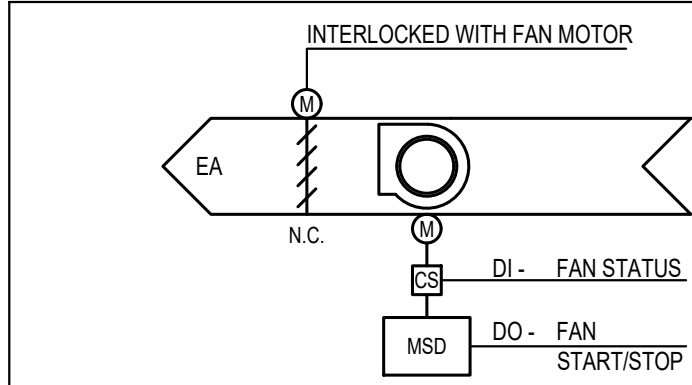 INTERLOCKED WITH FAN MOTOR
M
EA
N.C.
M
CS
DI - FAN STATUS
MSD
DO - FAN
START/STOP